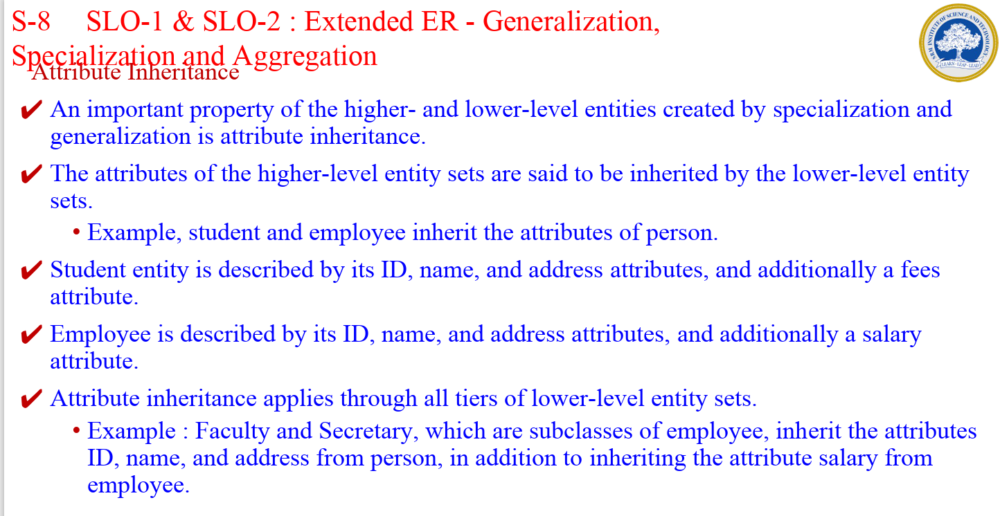 S-8 SLO-1 & SLO-2 : Extended ER - Generalization,
Specialization and Aggregation
Attribute Inheritance
SRM INSTITUTE OF SCIENCE AND TECHNOLOGY
LEARN - LEAP - LEAD
✔ An important property of the higher- and lower-level entities created by specialization and
generalization is attribute inheritance.
✔ The attributes of the higher-level entity sets are said to be inherited by the lower-level entity
sets.
• Example, student and employee inherit the attributes of person.
✔ Student entity is described by its ID, name, and address attributes, and additionally a fees
attribute.
✔ Employee is described by its ID, name, and address attributes, and additionally a salary
attribute.
✔ Attribute inheritance applies through all tiers of lower-level entity sets.
• Example : Faculty and Secretary, which are subclasses of employee, inherit the attributes
ID, name, and address from person, in addition to inheriting the attribute salary from
employee.